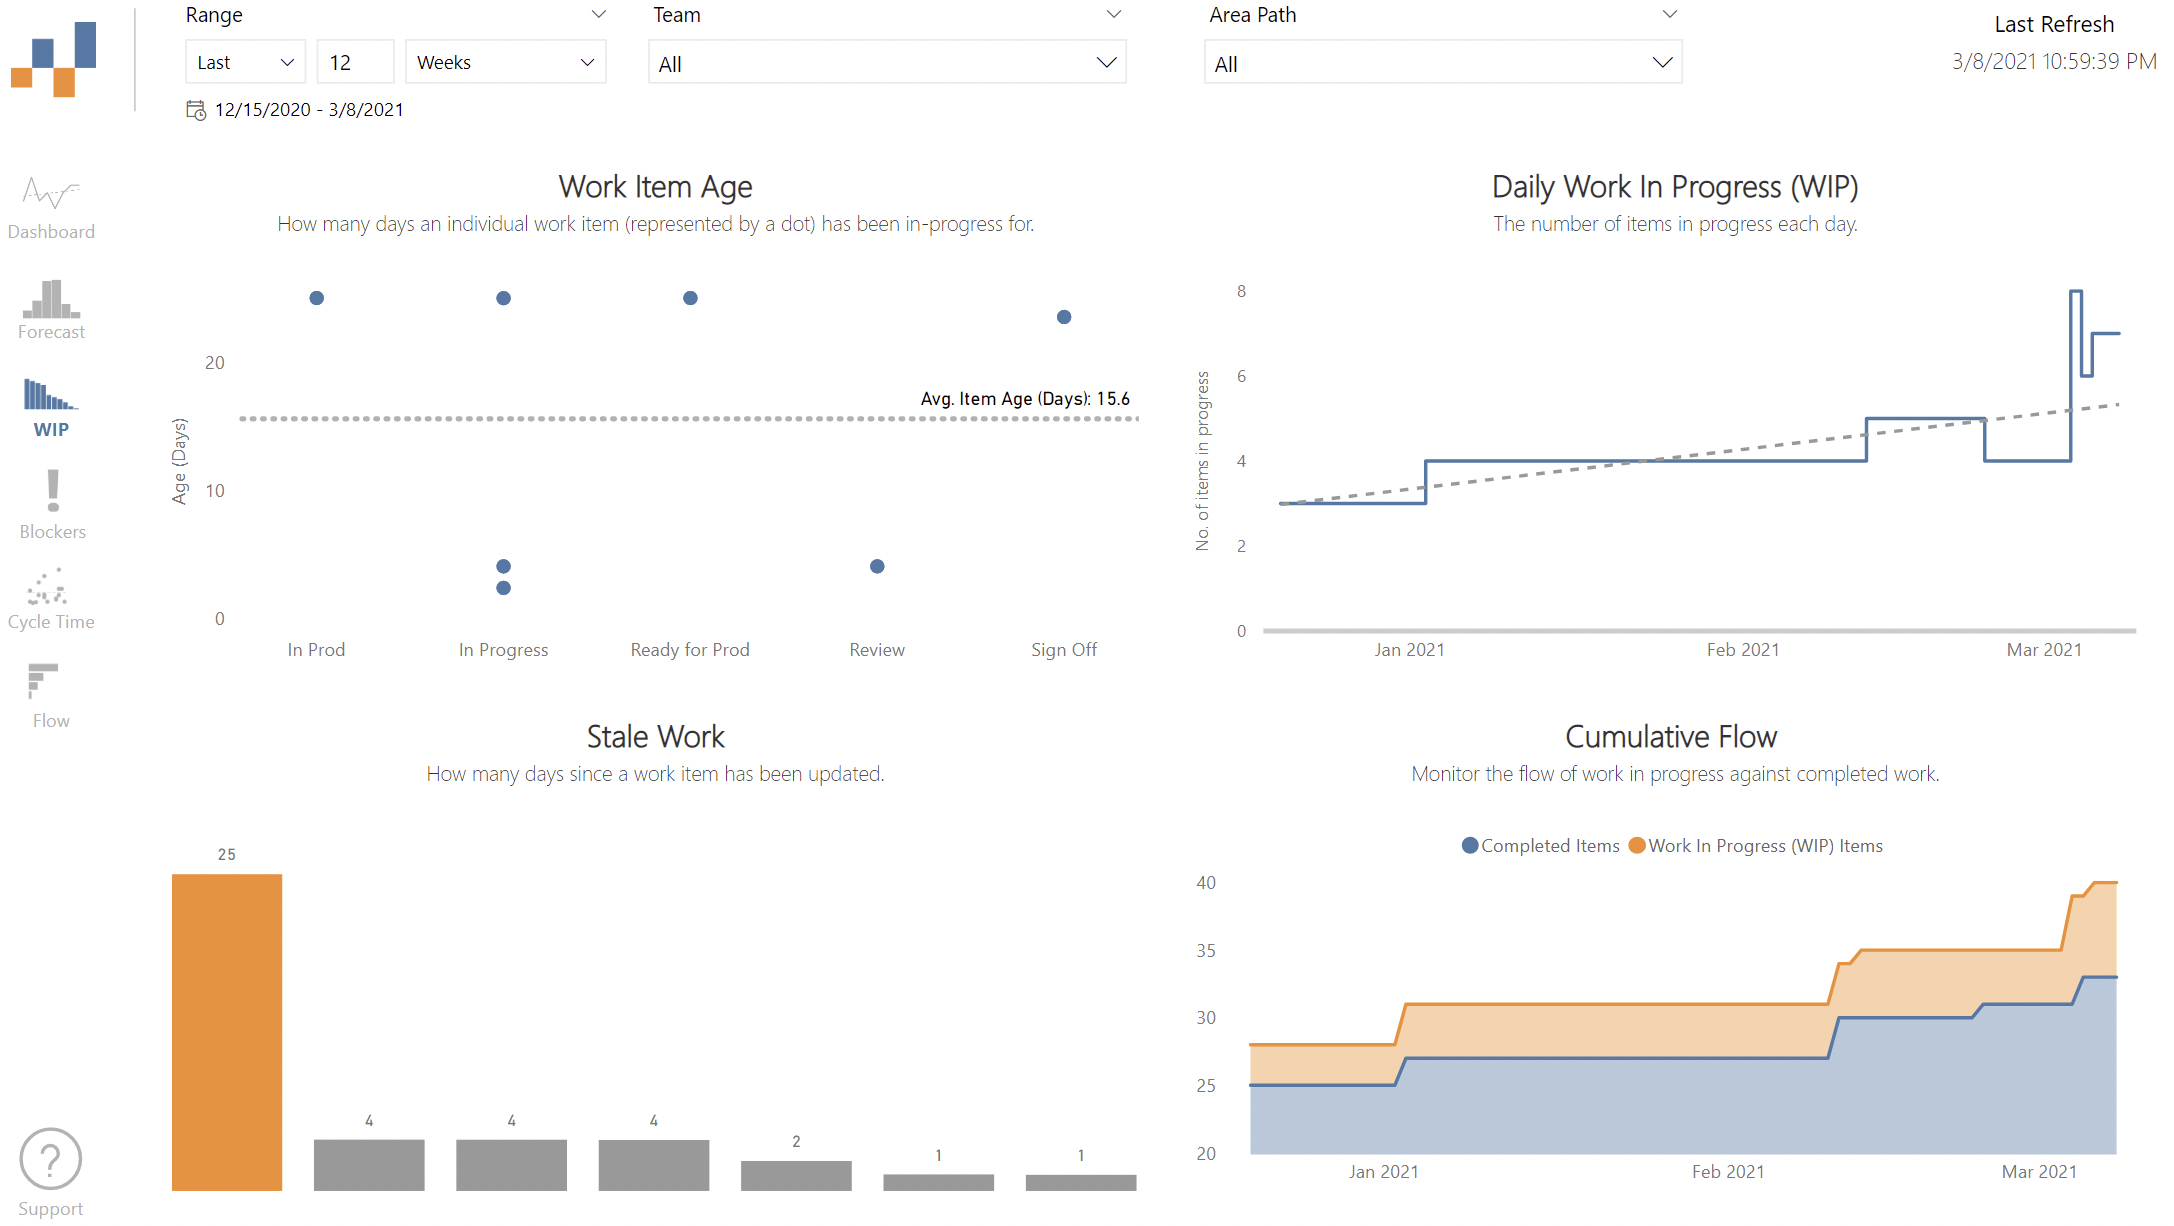 Range
Team
Area Path
Last Refresh
Last
12
Weeks
All
All
3/8/2021 10:59:39 PM
12/15/2020 - 3/8/2021
Dashboard
Forecast
WIP
Blockers
Cycle Time
Flow
Support
Work Item Age
How many days an individual work item (represented by a dot) has been in-progress for.
Age (Days)
20
10
0
Avg. Item Age (Days): 15.6
In Prod
In Progress
Ready for Prod
Review
Sign Off
Daily Work In Progress (WIP)
The number of items in progress each day.
No. of items in progress
8
6
4
2
0
Jan 2021
Feb 2021
Mar 2021
Stale Work
How many days since a work item has been updated.
25
4
4
4
2
1
1
Cumulative Flow
Monitor the flow of work in progress against completed work.
Completed Items
Work In Progress (WIP) Items
40
35
30
25
20
Jan 2021
Feb 2021
Mar 2021